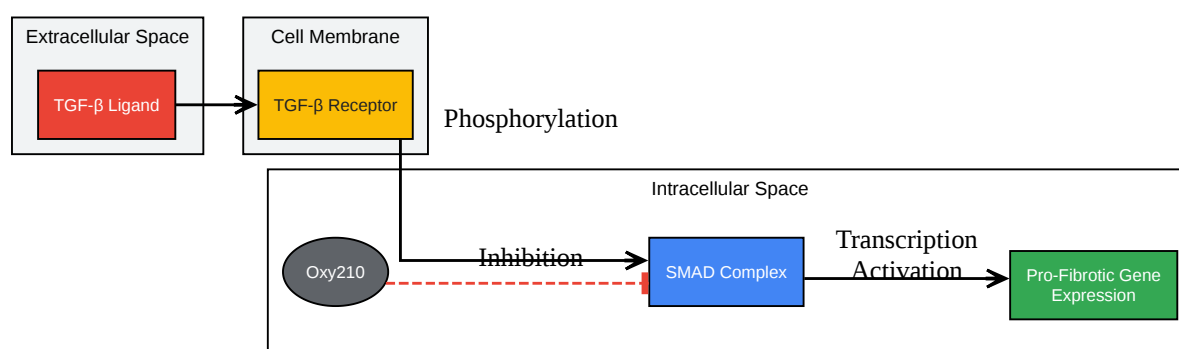 Extracellular Space
Cell Membrane
TGF-β Ligand
TGF-β Receptor
Phosphorylation
Intracellular Space
Oxy210
Inhibition
SMAD Complex
Transcription
Activation
Pro-Fibrotic Gene
Expression